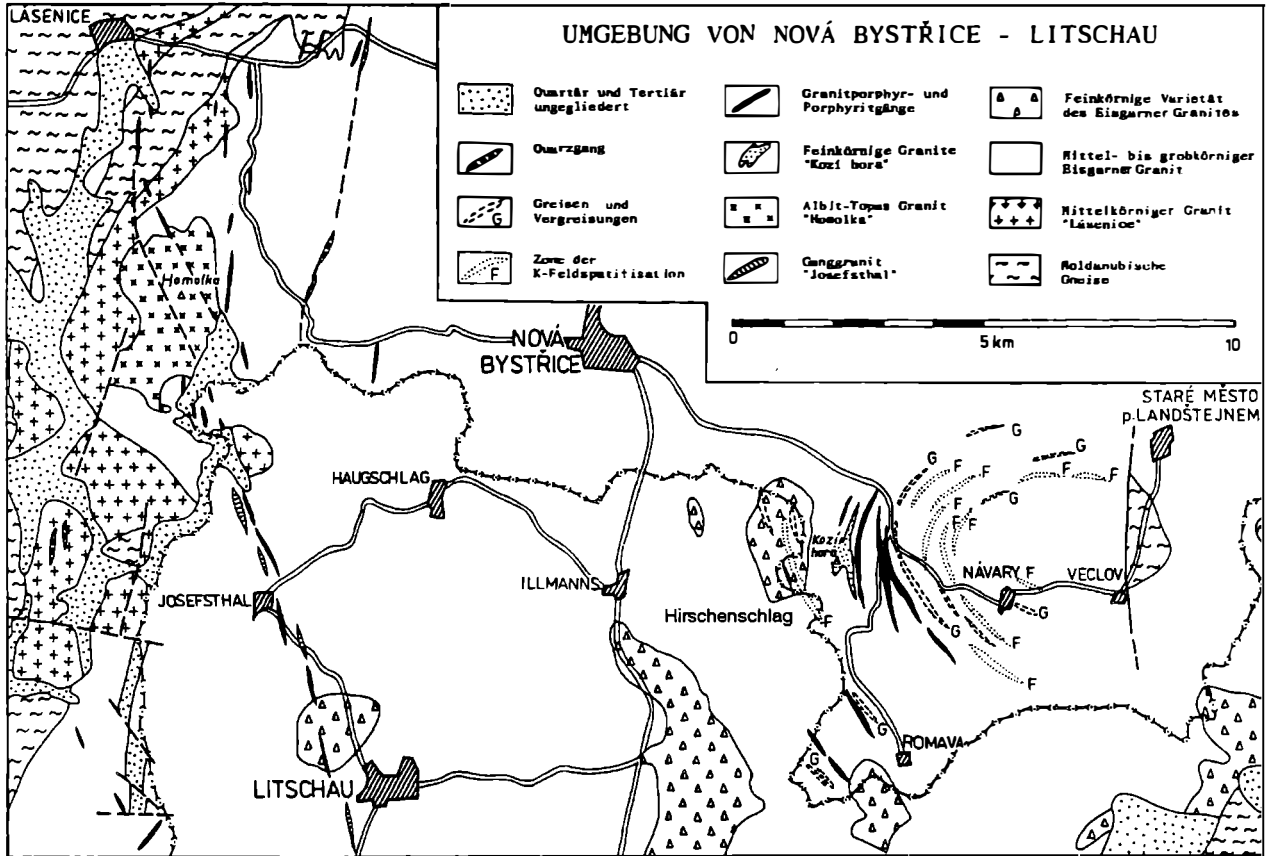 LÁSENICE
UMGEBUNG VON NOVÁ BYSTŘICE - LITSCHAU
Quartär und Tertiär
ungegliedert
Quarzgang
Greisen und
Vergreisungen
G
Zone der
K-Feldspatitisation
F
Granitporphyr- und
Porphyritgänge
Feinkörnige Granite
"Kozi hora"
Albit-Topas Granit
"Homolka"
Ganggranit
"Josefsthal"
Feinkörnige Varietät
des Eisgarner Granites
Mittel- bis grobkörniger
Eisgarner Granit
Mittelkörniger Granit
"Lásenice"
Moldanubische
Gneise
0
5 km
10
Homolka
NOVÁ
BYSTŘICE
STARÉ MĚSTO
p.LANDŠTEJNEM
G
G
G
F
F
F
F
F
G
F
F
HAUGSCHLAG
Kozi
hora
JOSEFSTHAL
ILLMANNS
NÁVARY
F
VECLOV
Hirschenschlag
F
G
G
F
F
G
ROMAVA
G
LITSCHAU